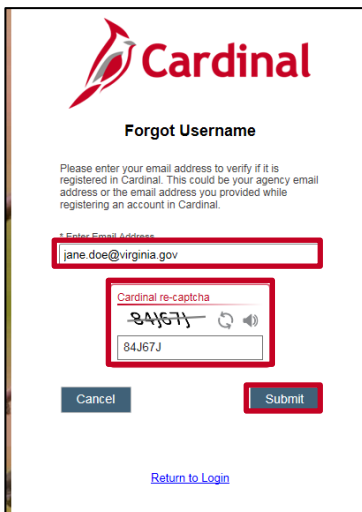 Cardinal
Forgot Username
Please enter your email address to verify if it is
registered in Cardinal. This could be your agency email
address or the email address you provided while
registering an account in Cardinal.
* Enter Email Address
jane.doe@virginia.gov
Cardinal re-captcha
84J67J
84J67J
Cancel
Submit
Return to Login